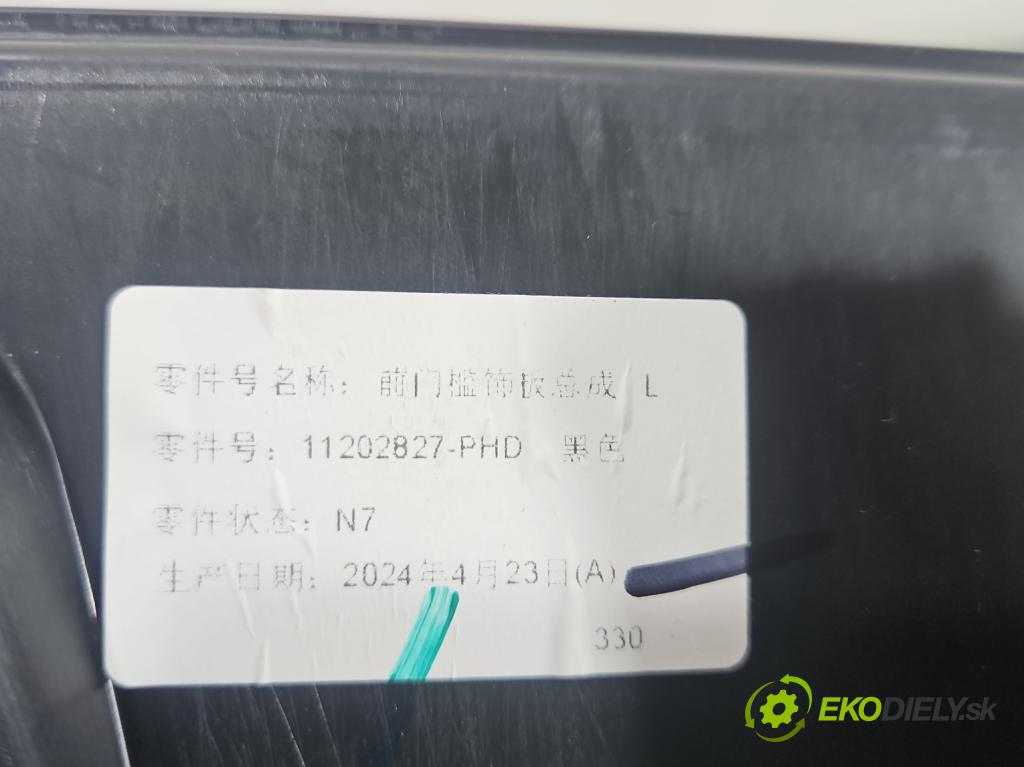 零件号名称: 前门槛饰板总成 L
零件号: 11202827-PHD 黑色
零件状态: N7
生产日期: 2024年4月23日(A)
330
EKODIELY.sk